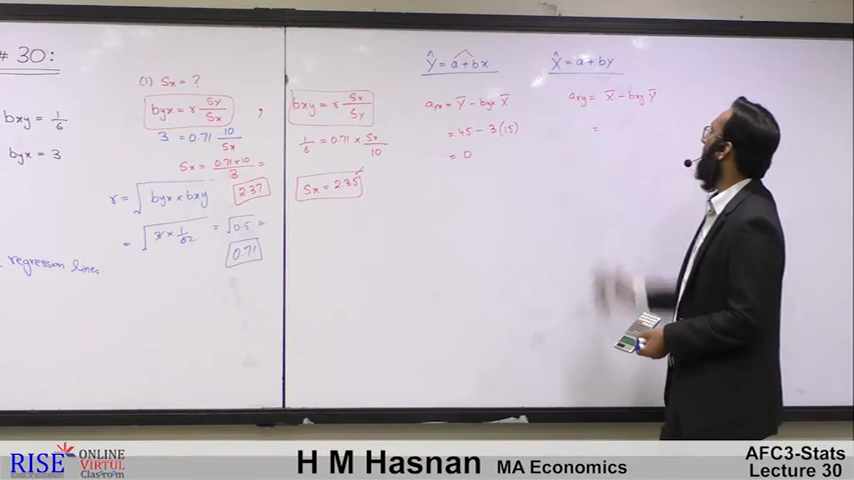 # 30:
bxy = 1/6
byx = 3
regression lines.
(1) Sx = ?
byx = r Sy/Sx ,
3 = 0.71 10/Sx
Sx = 0.71×10/3 =
2.37
r = √byx × bxy
= √3 × 1/62 = √0.5 =
0.71
bxy = r Sx/Sy
1/6 = 0.71 × Sx/10
Sx = 2.35
Ŷ = a + bx
ayx = Y̅ - byx X̅
= 45 - 3(15)
= 0
X̂ = a + by
axy = X̅ - bxy Y̅
=
RISE ONLINE VIRTUL Classroom
H M Hasnan MA Economics
AFC3-Stats
Lecture 30